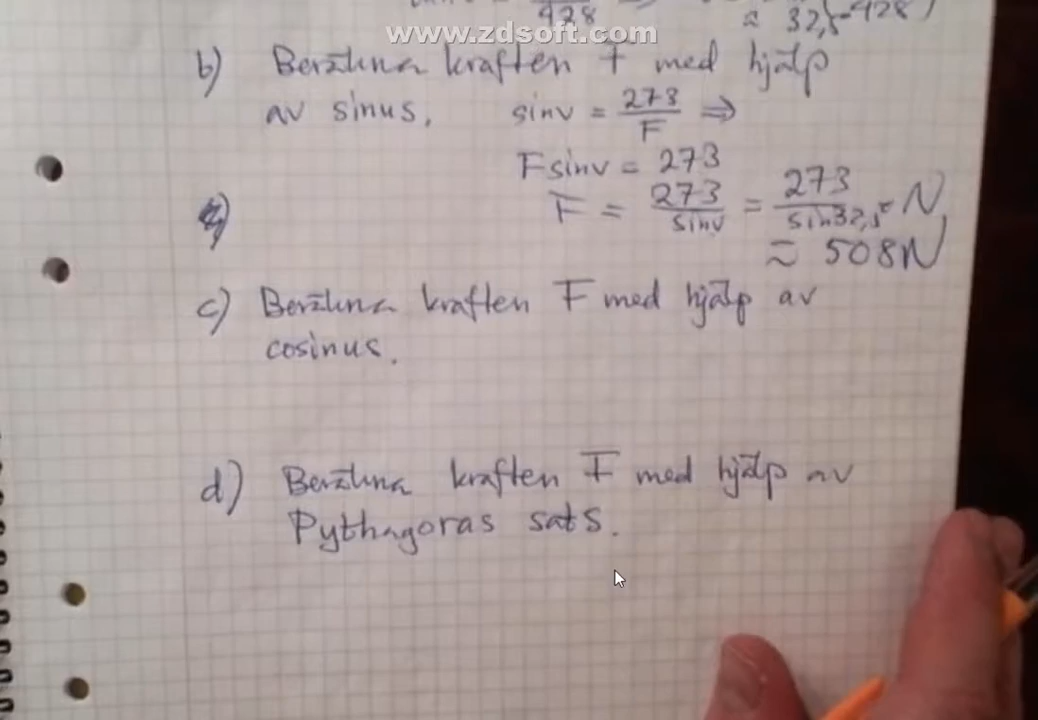 428 ≈ 32,5° 428)
www.zdsoft.com
b) Beräkna kraften F med hjälp
av sinus. sinv = 273/F ⇒
F sinv = 273
F = 273/sinv = 273/sin32,5° N
≈ 508N
c) Beräkna kraften F med hjälp av
cosinus.
d) Beräkna kraften F med hjälp av
Pythagoras sats.